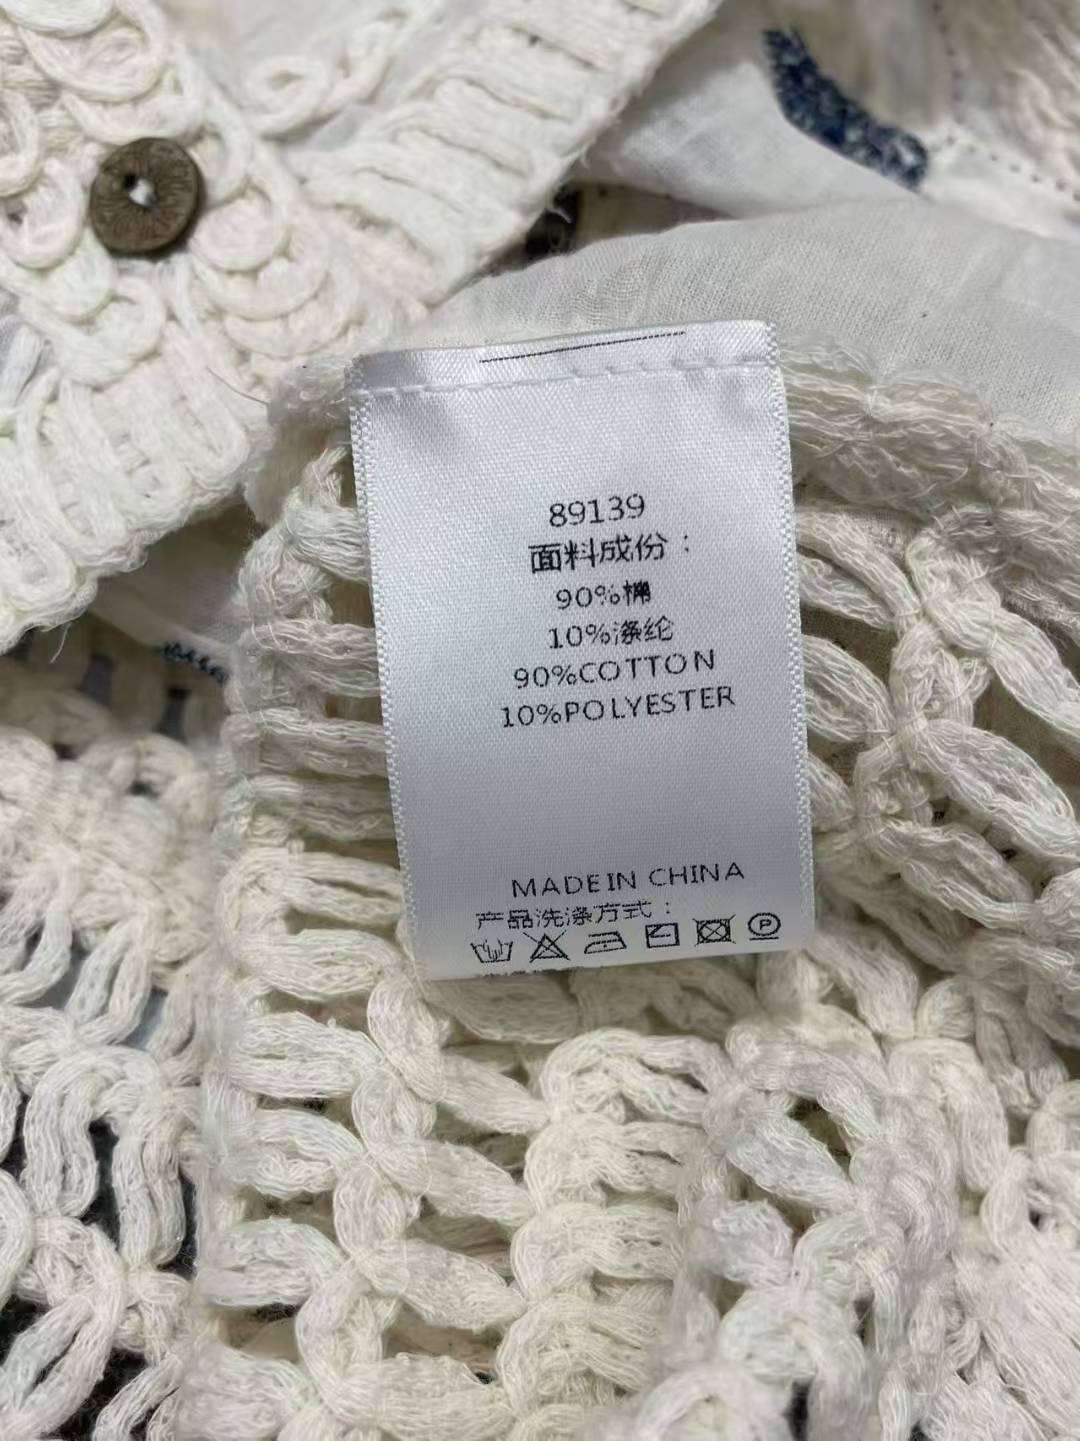 89139
面料成份：
90%棉
10%涤纶
90%COTTON
10%POLYESTER
MADE IN CHINA
产品洗涤方式：
P